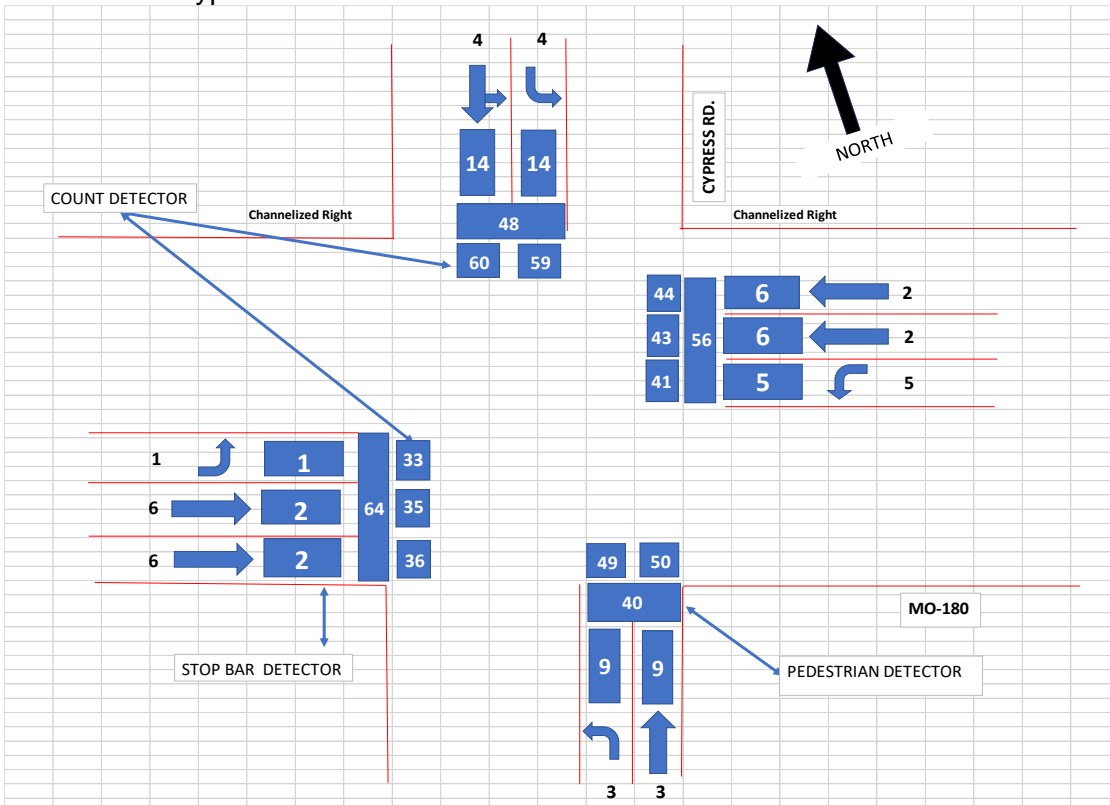 4 4
NORTH
CYPRESS RD.
14 14
COUNT DETECTOR
Channelized Right
Channelized Right
48
60 59
44 6 2
43 56 6 2
41 5 5
1 1 33
6 2 64 35
6 2 36
49 50
40
MO-180
STOP BAR DETECTOR
9 9
PEDESTRIAN DETECTOR
3 3